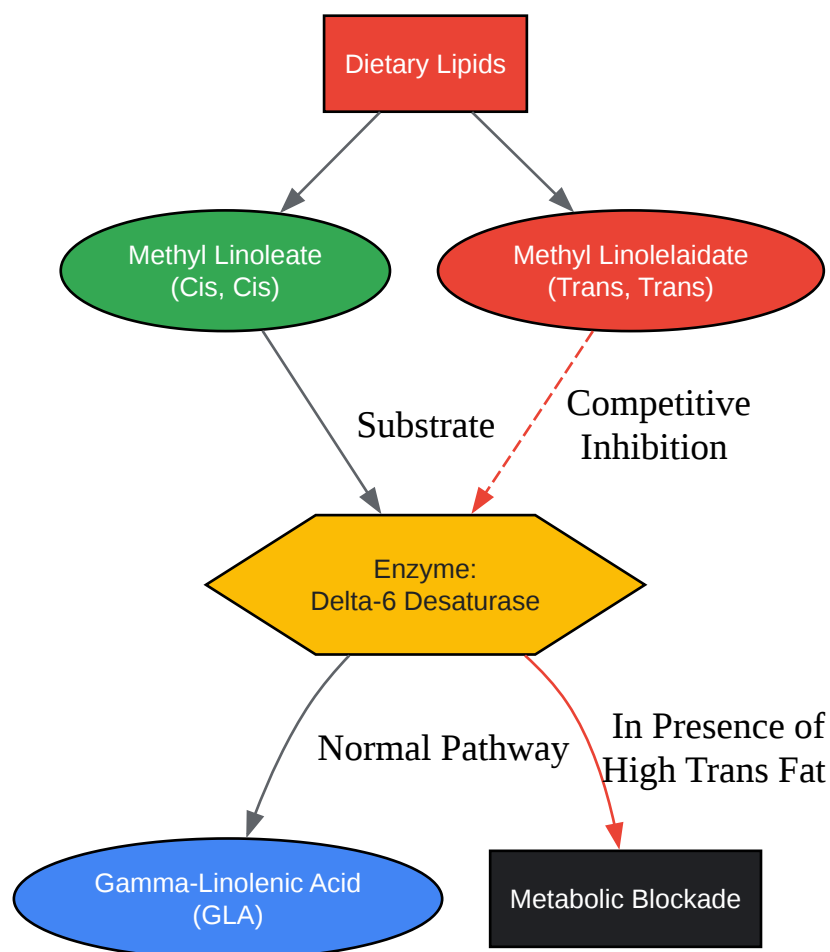 Dietary Lipids
Methyl Linoleate
(Cis, Cis)
Methyl Linolelaidate
(Trans, Trans)
Substrate
Competitive
Inhibition
Enzyme:
Delta-6 Desaturase
Normal Pathway
In Presence of
High Trans Fat
Gamma-Linolenic Acid
(GLA)
Metabolic Blockade